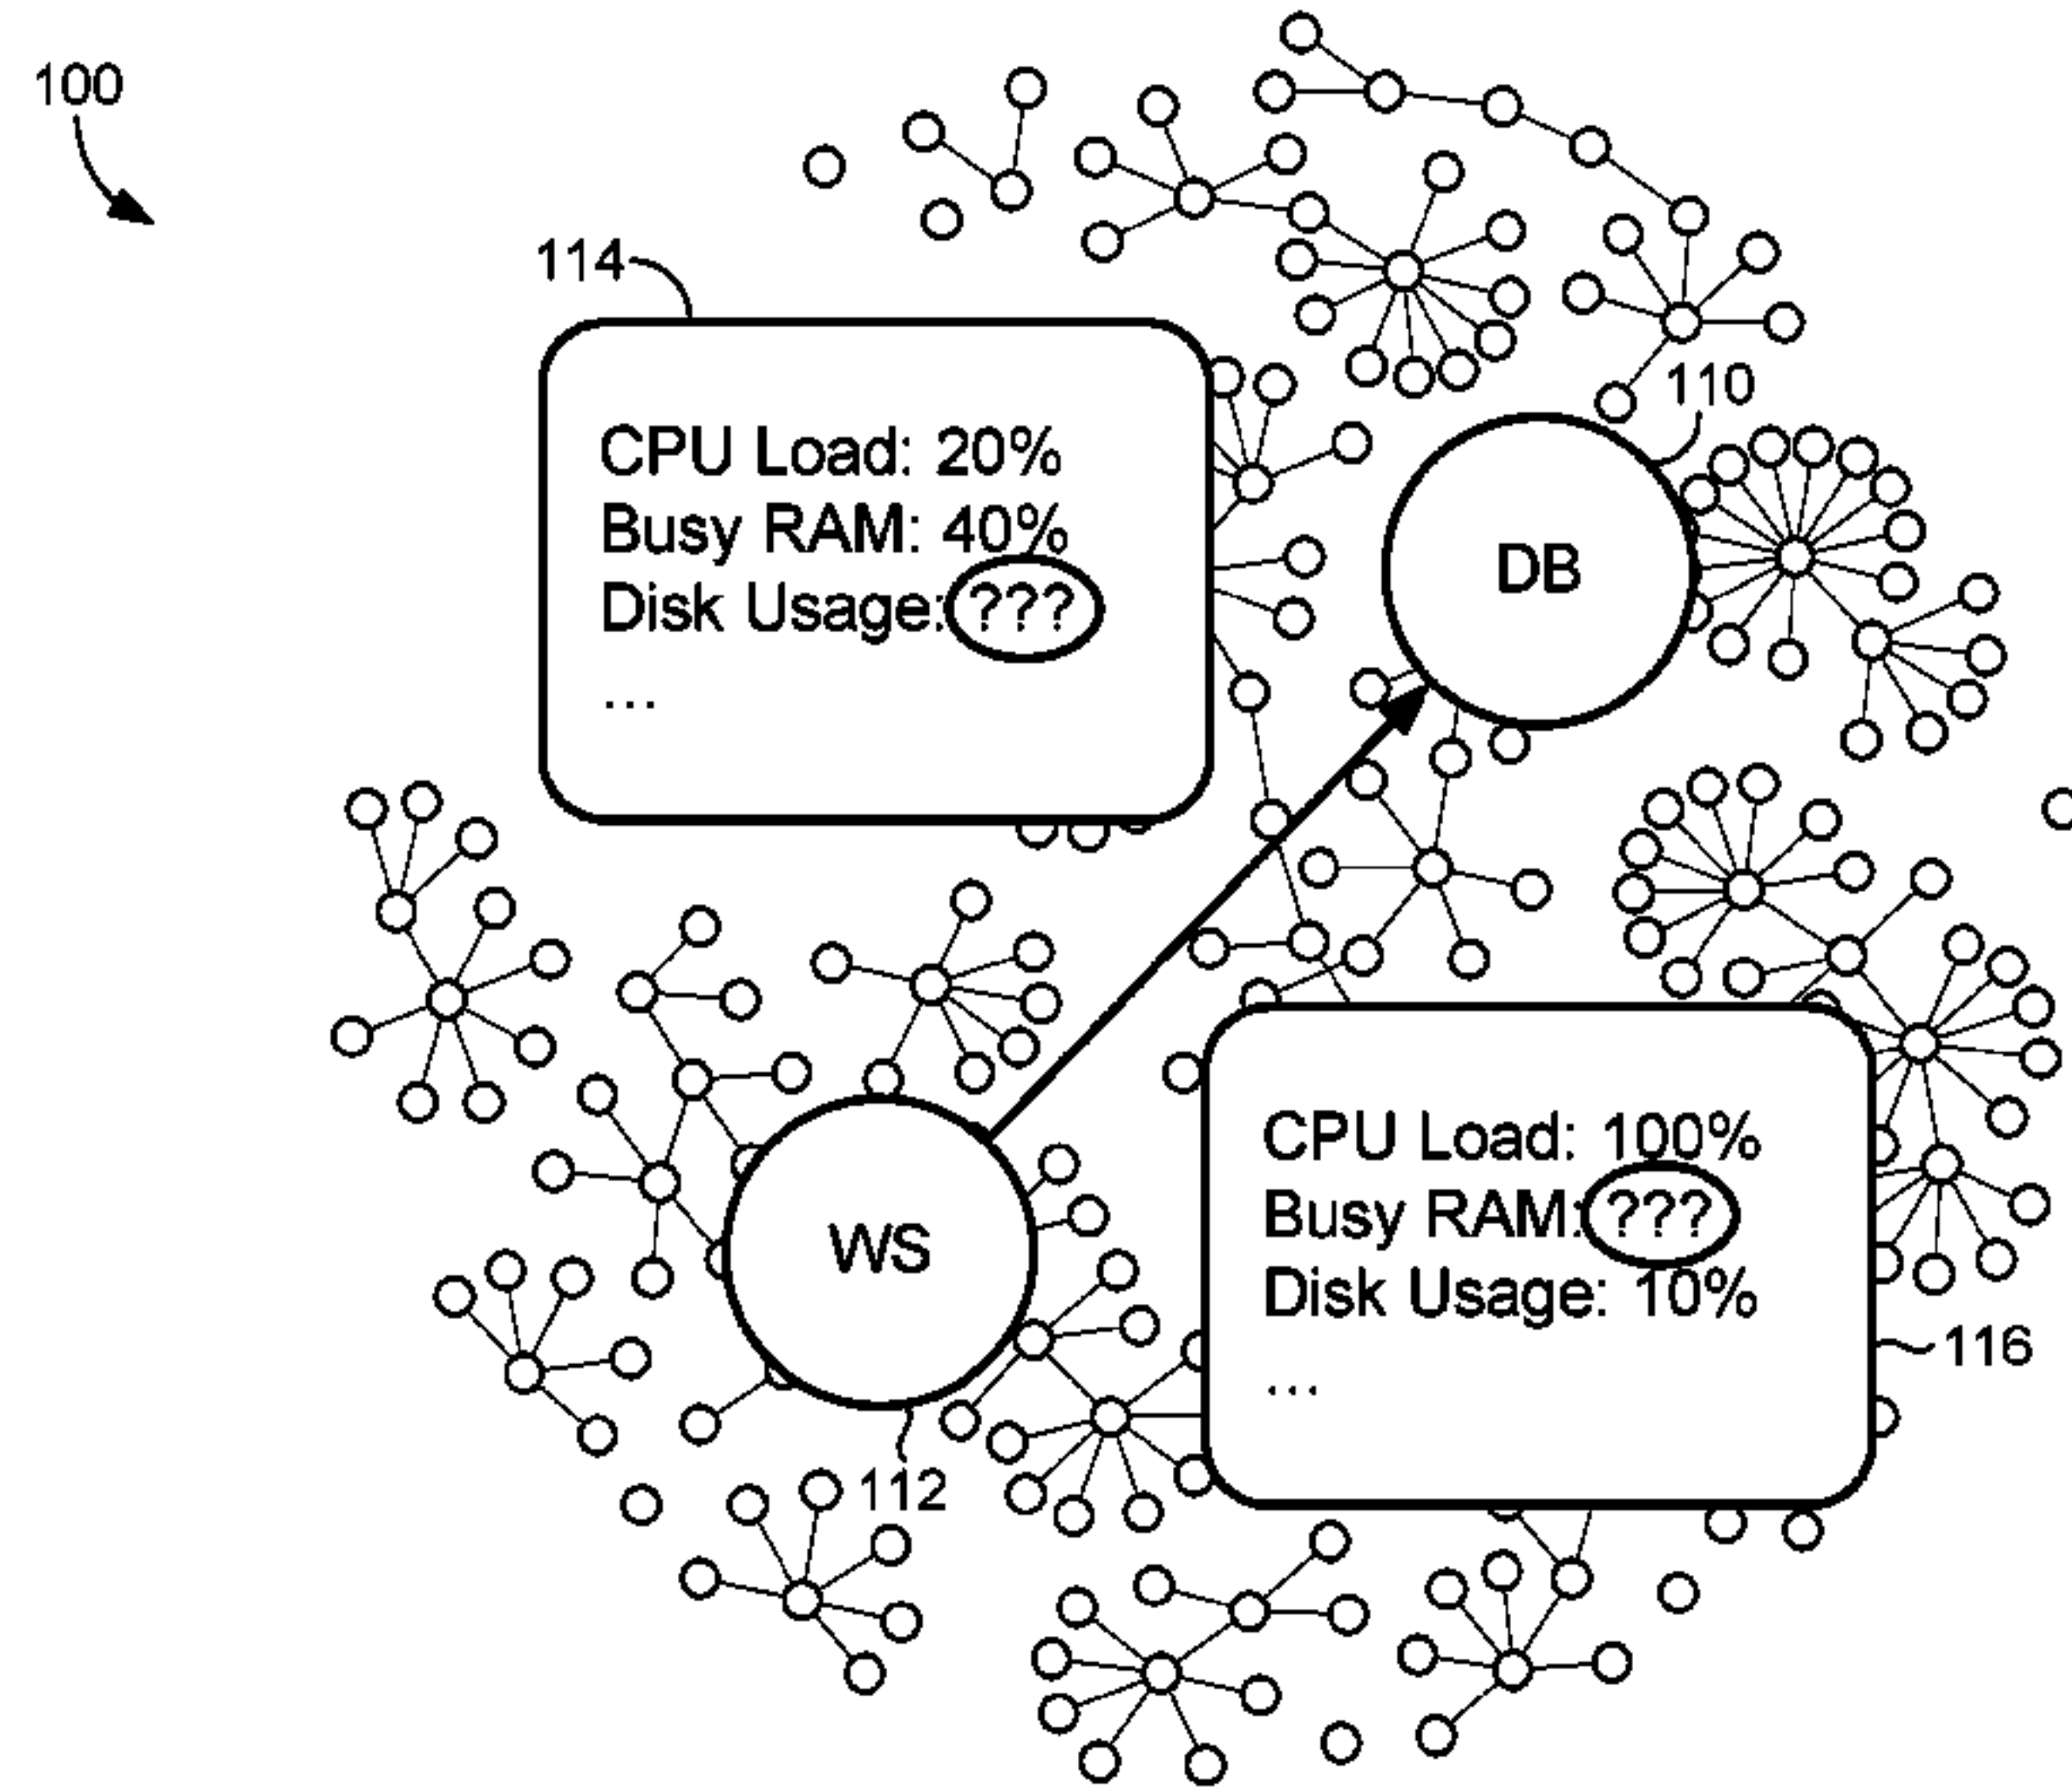 100
114
110
CPU Load: 20%
Busy RAM: 40%
Disk Usage: ???
...
DB
CPU Load: 100%
Busy RAM: ???
Disk Usage: 10%
...
WS
116
112